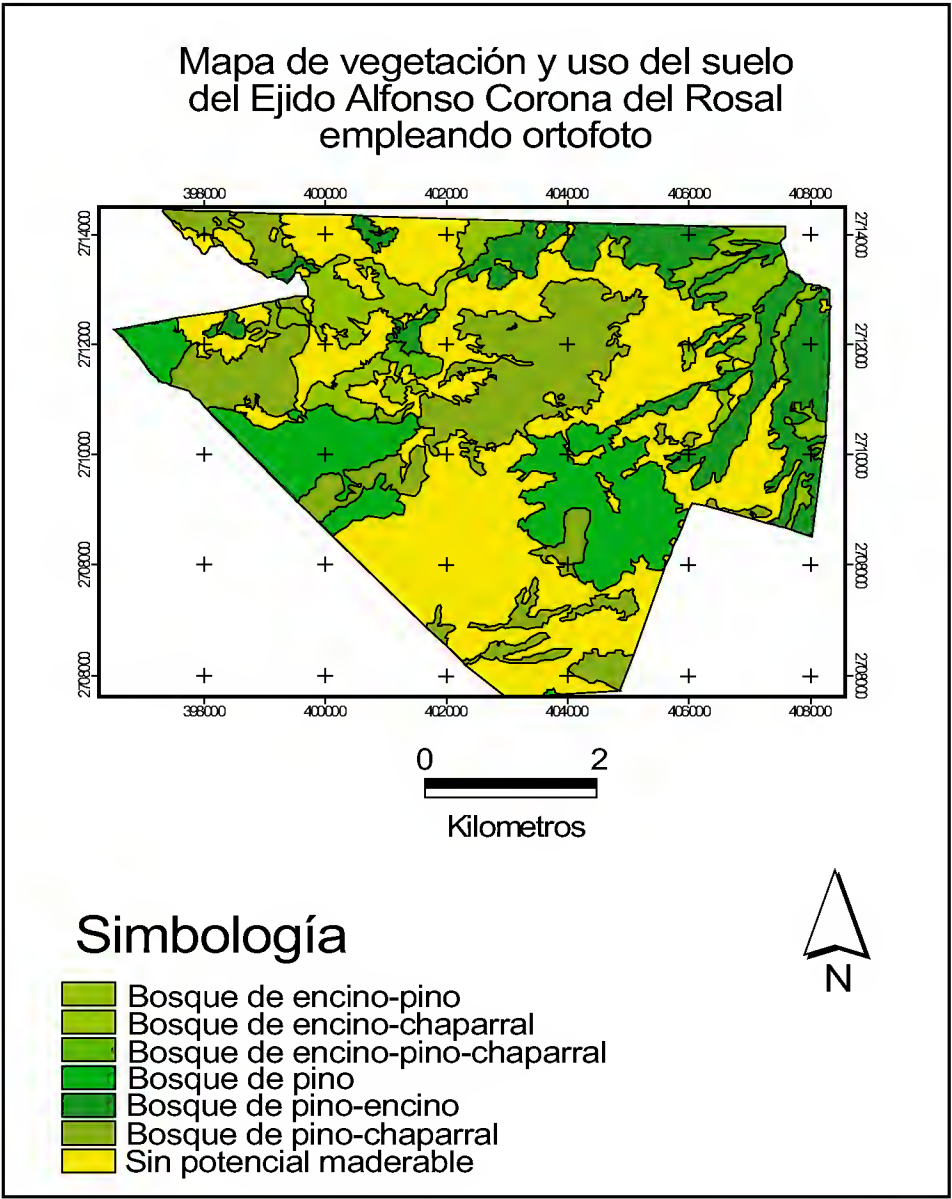 Mapa de vegetación y uso del suelo
del Ejido Alfonso Corona del Rosal
empleando ortofoto
398000 400000 402000 404000 406000 408000
2714000 2714000
2712000 2712000
2710000 2710000
2708000 2708000
2708000 2708000
398000 400000 402000 404000 406000 408000
0 2
Kilometros
N
Simbología
Bosque de encino-pino
Bosque de encino-chaparral
Bosque de encino-pino-chaparral
Bosque de pino
Bosque de pino-encino
Bosque de pino-chaparral
Sin potencial maderable